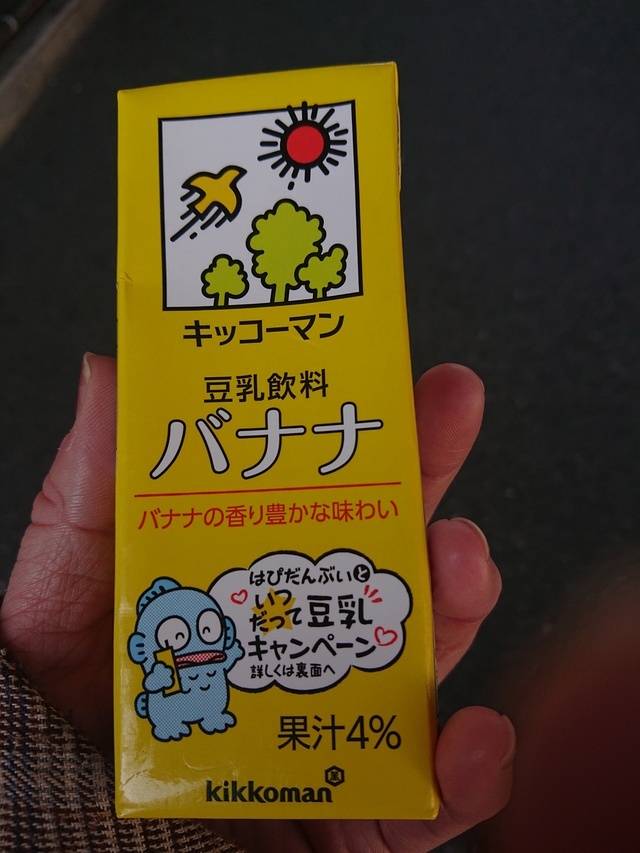 キッコーマン
豆乳飲料
バナナ
バナナの香り豊かな味わい
はぴだんぶいと
いつ
だって豆乳
キャンペーン
詳しくは裏面へ
果汁4%
kikkoman